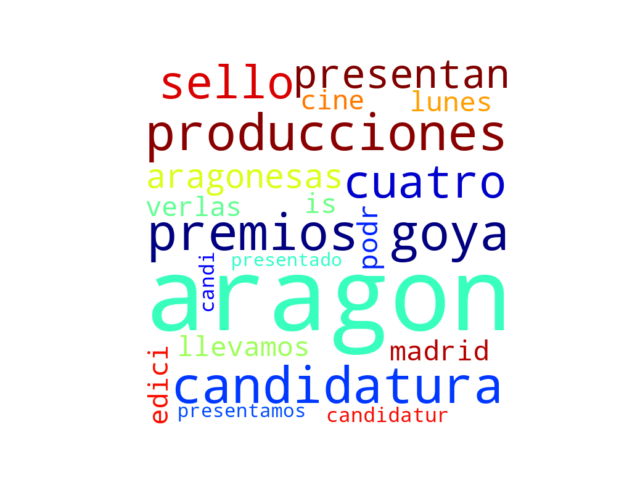 sello presentan
cine lunes
producciones
aragonesas cuatro
verlas is
premios podr goya
candi presentado
aragon
llevamos madrid
edici candidatura
presentamos candidatur